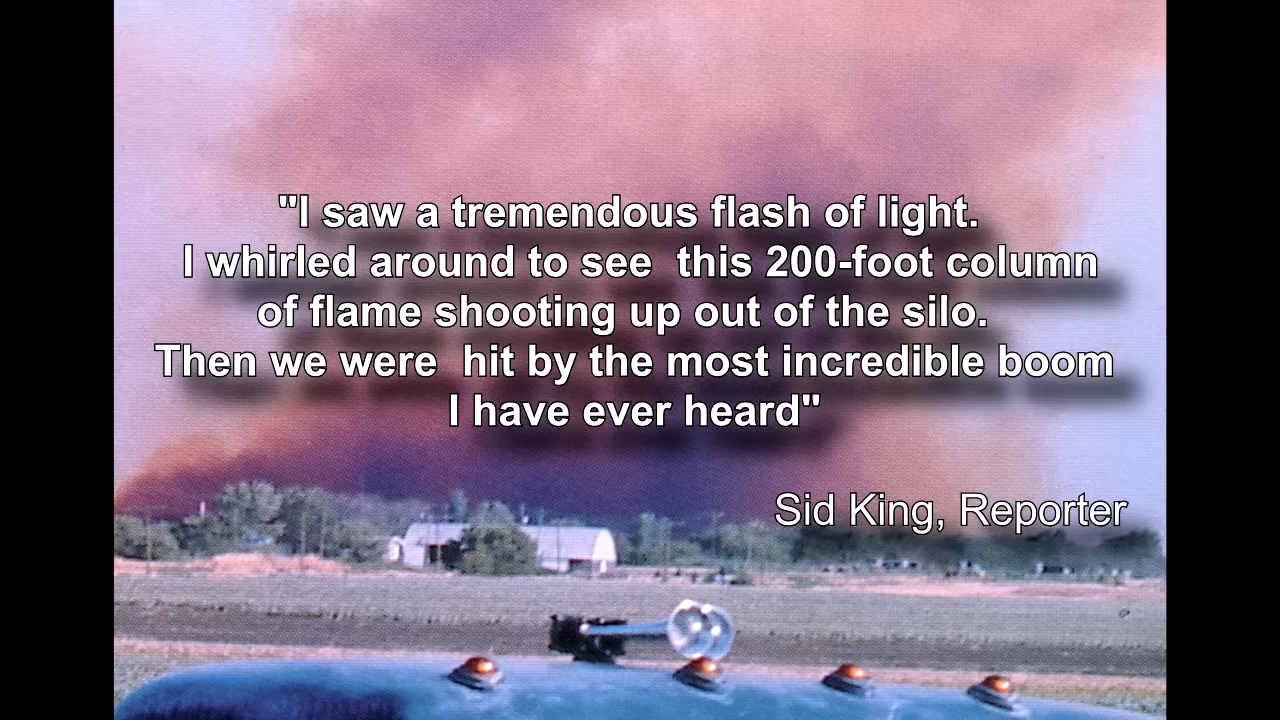 "I saw a tremendous flash of light.
I whirled around to see  this 200-foot column
of flame shooting up out of the silo.
Then we were  hit by the most incredible boom
I have ever heard"
Sid King, Reporter